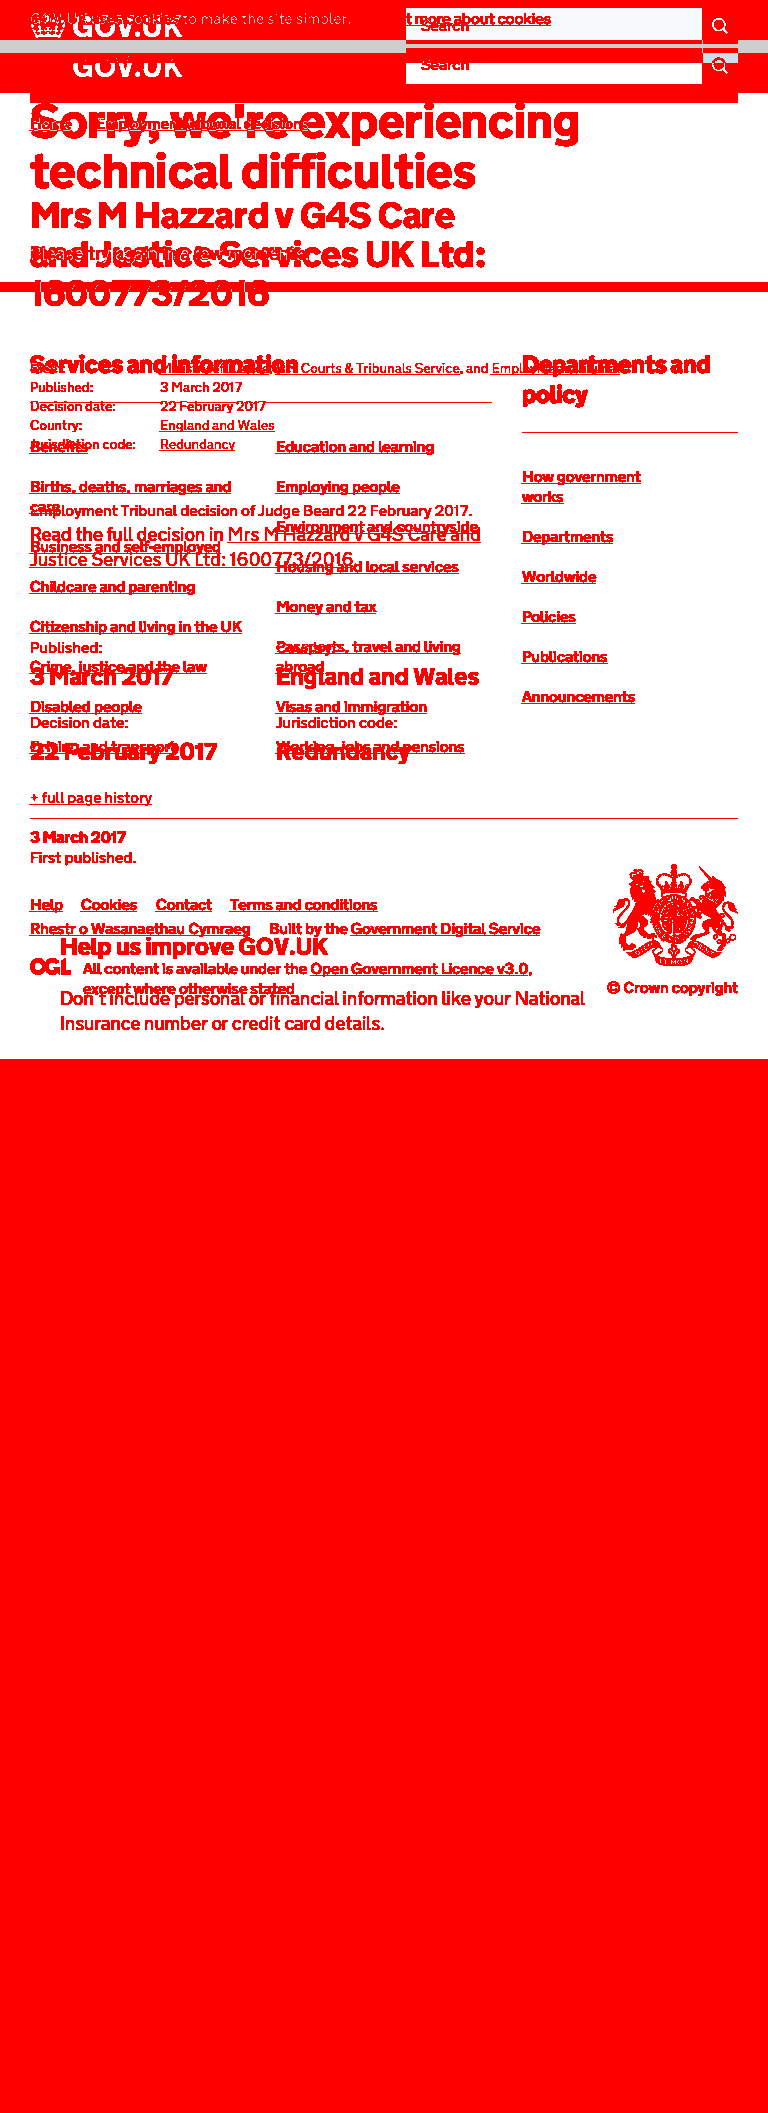 GOV.UK uses cookies to make the site simpler. more about cookies
GOV.UK
Search
GOV.UK
Search
Sorry, we're experiencing
Home Employment Tribunal decisions
technical difficulties
Mrs M Hazzard v G4S Care
and Justice Services UK Ltd:
Please try again in a few moments.
1600773/2016
Services and information
Departments and
policy
Courts & Tribunals Service, and
Published: 3 March 2017
Decision date: 22 February 2017
Country: England and Wales
Jurisdiction code: Redundancy
Benefits
Education and learning
Births, deaths, marriages and
care
Employing people
How government
works
Employment Tribunal decision of Judge Beard 22 February 2017.
Environment and countryside
Read the full decision in Mrs M Hazzard v G4S Care and
Justice Services UK Ltd: 1600773/2016.
Business and self-employed
Departments
Housing and local services
Childcare and parenting
Worldwide
Money and tax
Citizenship and living in the UK
Policies
Published:
Country:
Passports, travel and living
abroad
Crime, justice and the law
Publications
3 March 2017
England and Wales
Disabled people
Visas and immigration
Announcements
Decision date:
Jurisdiction code:
Driving and transport
Working, jobs and pensions
22 February 2017
Redundancy
+ full page history
3 March 2017
First published.
Help Cookies Contact Terms and conditions
Rhestr o Wasanaethau Cymraeg Built by the Government Digital Service
Help us improve GOV.UK
OGL All content is available under the Open Government Licence v3.0,
except where otherwise stated
© Crown copyright
Don't include personal or financial information like your National
Insurance number or credit card details.